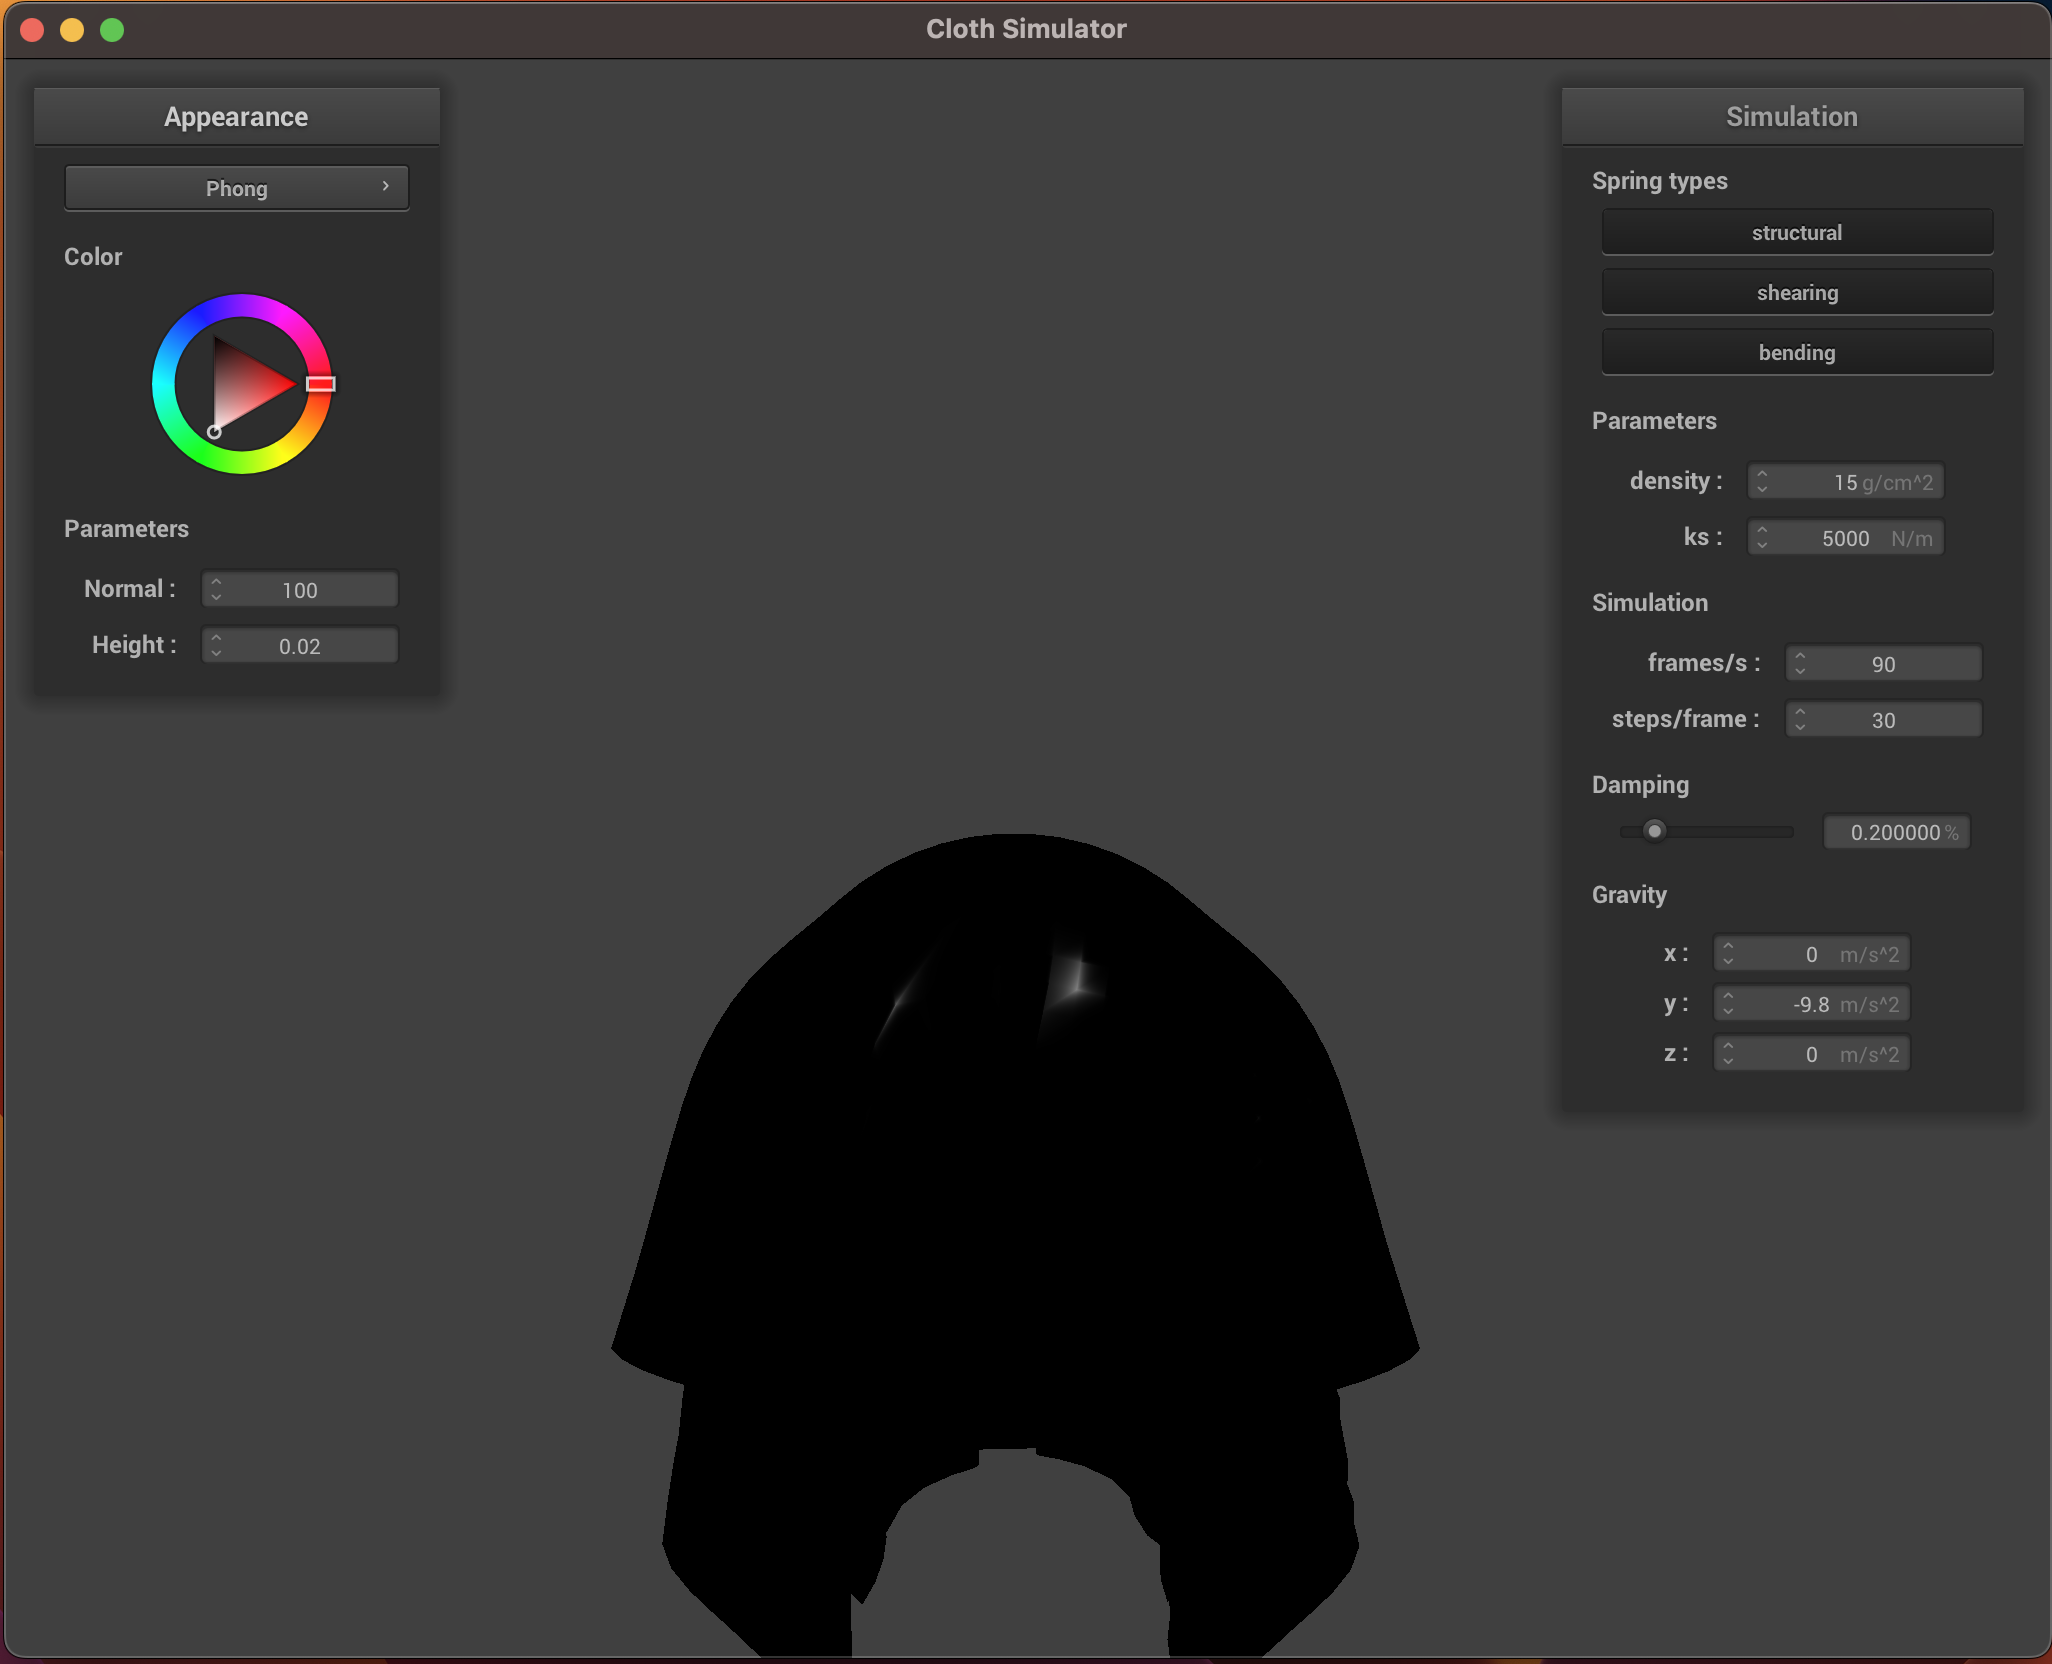 Cloth Simulator
Appearance
Phong
Color
Parameters
Normal : 100
Height : 0.02
Simulation
Spring types
structural
shearing
bending
Parameters
density : 15 g/cm^2
ks : 5000 N/m
Simulation
frames/s : 90
steps/frame : 30
Damping
0.200000 %
Gravity
x : 0 m/s^2
y : -9.8 m/s^2
z : 0 m/s^2